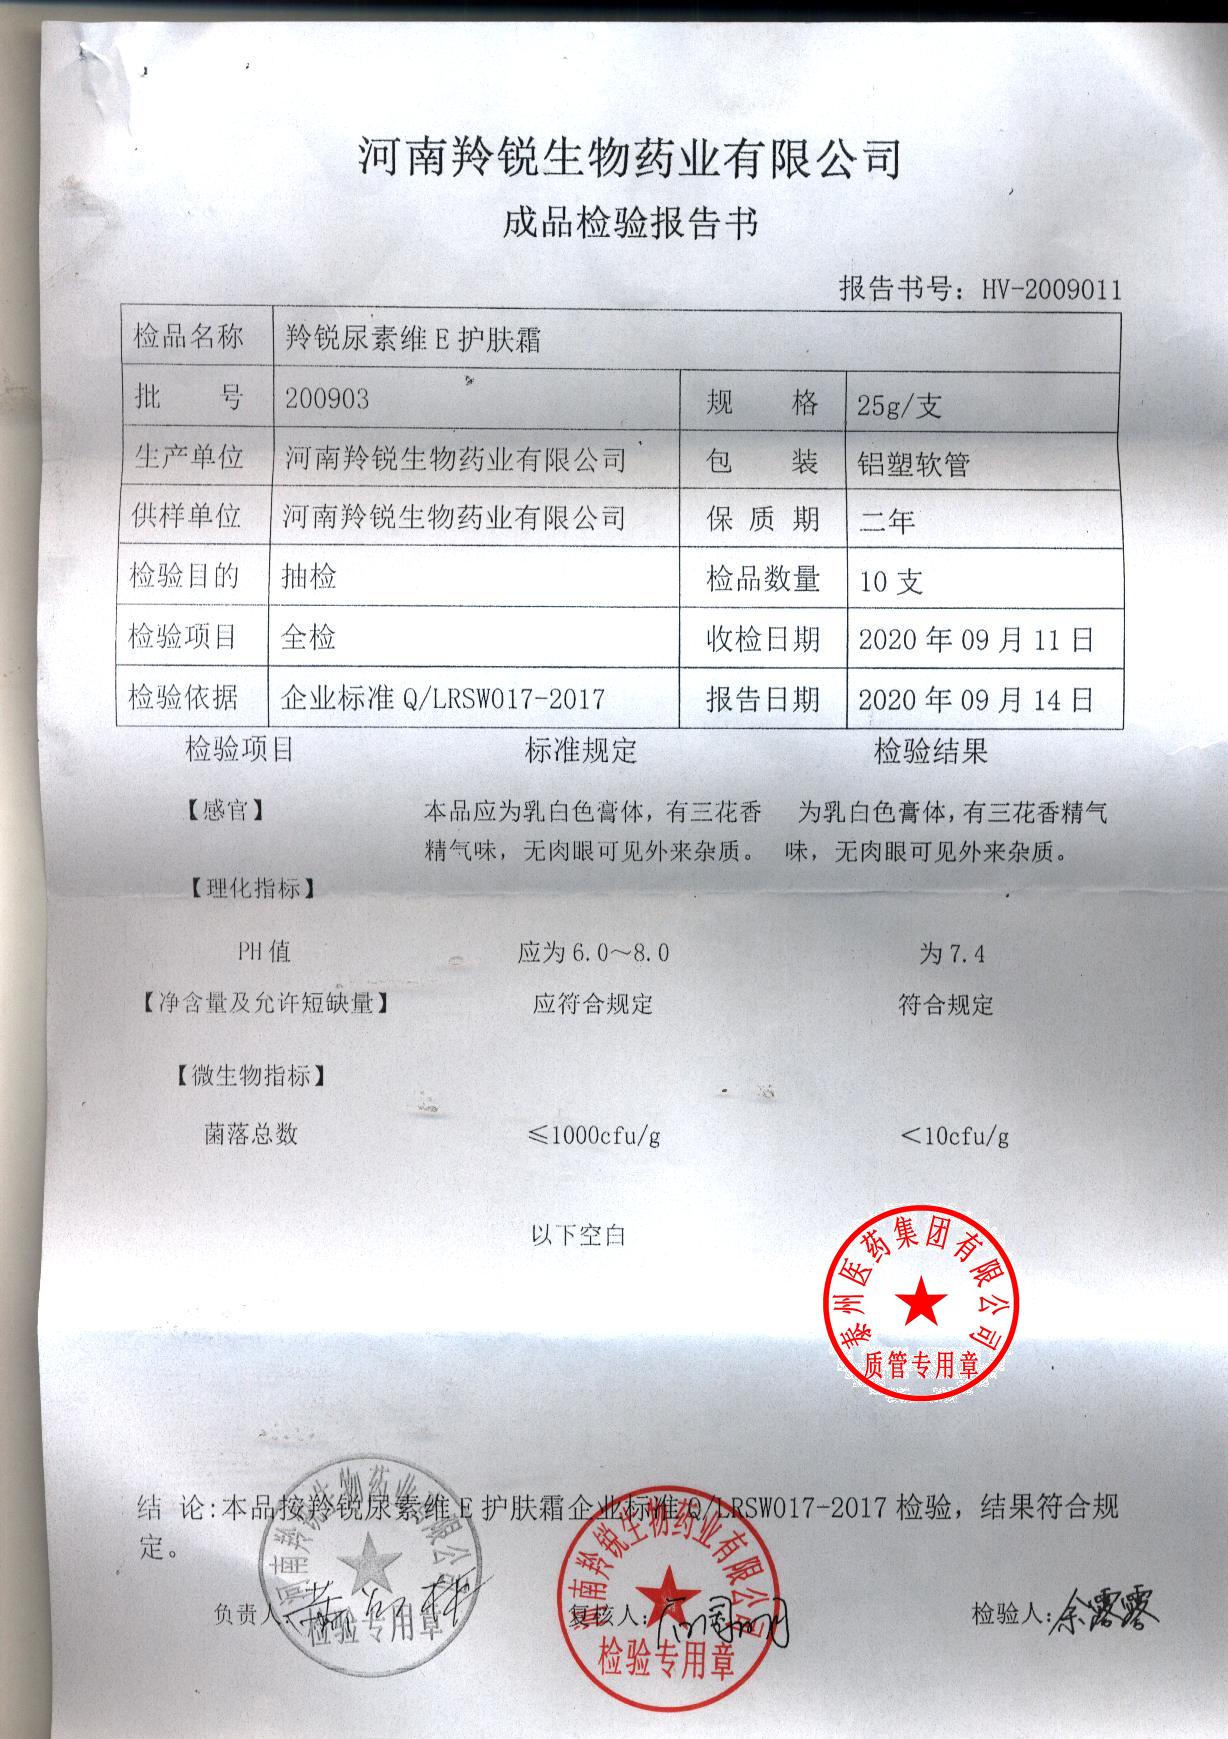 河南羚锐生物药业有限公司
成品检验报告书
报告书号：HV-2009011
检品名称 羚锐尿素维E护肤霜
批 号 200903 规 格 25g/支
生产单位 河南羚锐生物药业有限公司 包 装 铝塑软管
供样单位 河南羚锐生物药业有限公司 保 质 期 二年
检验目的 抽检 检品数量 10支
检验项目 全检 收检日期 2020年09月11日
检验依据 企业标准Q/LRSW017-2017 报告日期 2020年09月14日
检验项目 标准规定 检验结果
【感官】 本品应为乳白色膏体，有三花香 为乳白色膏体，有三花香精气
精气味，无肉眼可见外来杂质。 味，无肉眼可见外来杂质。
【理化指标】
PH值 应为6.0～8.0 为7.4
【净含量及允许短缺量】 应符合规定 符合规定
【微生物指标】
菌落总数 ≤1000cfu/g ＜10cfu/g
以下空白
泰州医药集团有限公司
质管专用章
结 论：本品按羚锐尿素维E护肤霜企业标准Q/LRSW017-2017检验，结果符合规
定。
河南羚锐生物药业有限公司
检验专用章
河南羚锐生物药业有限公司
检验专用章
负责人 复核人： 检验人：余露露